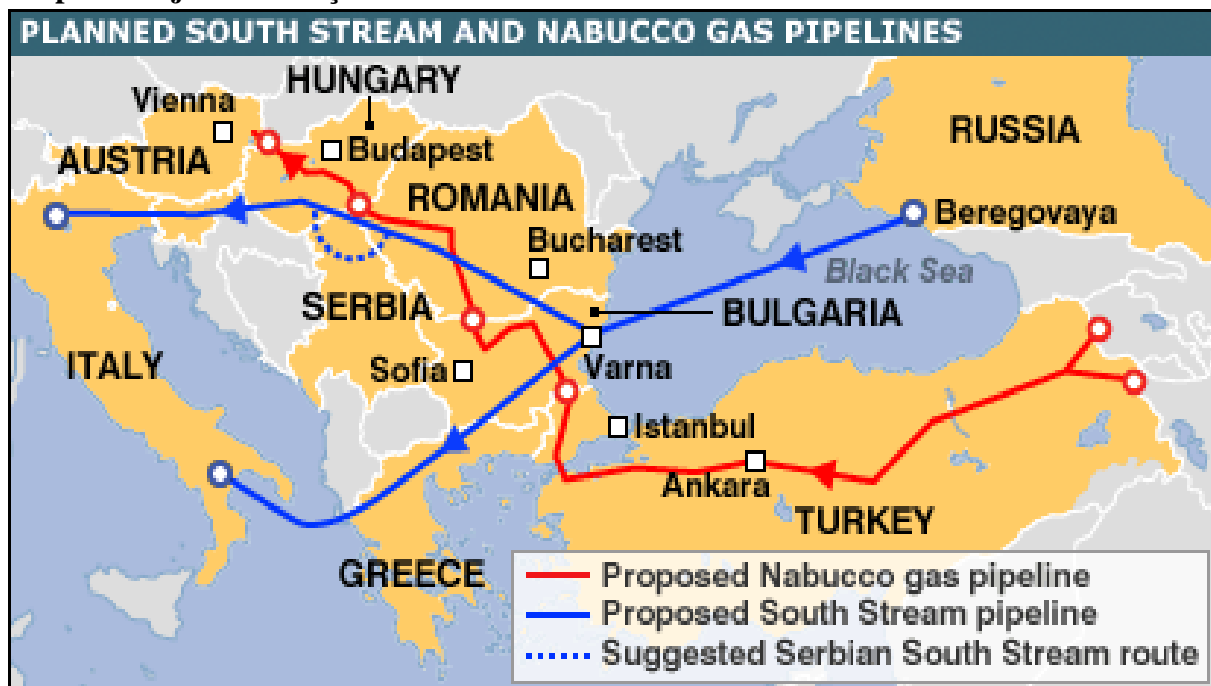 PLANNED SOUTH STREAM AND NABUCCO GAS PIPELINES
HUNGARY
Vienna
RUSSIA
AUSTRIA
Budapest
ROMANIA
Beregovaya
Bucharest
Black Sea
SERBIA
BULGARIA
ITALY
Sofia
Varna
Istanbul
Ankara
TURKEY
GREECE
Proposed Nabucco gas pipeline
Proposed South Stream pipeline
Suggested Serbian South Stream route